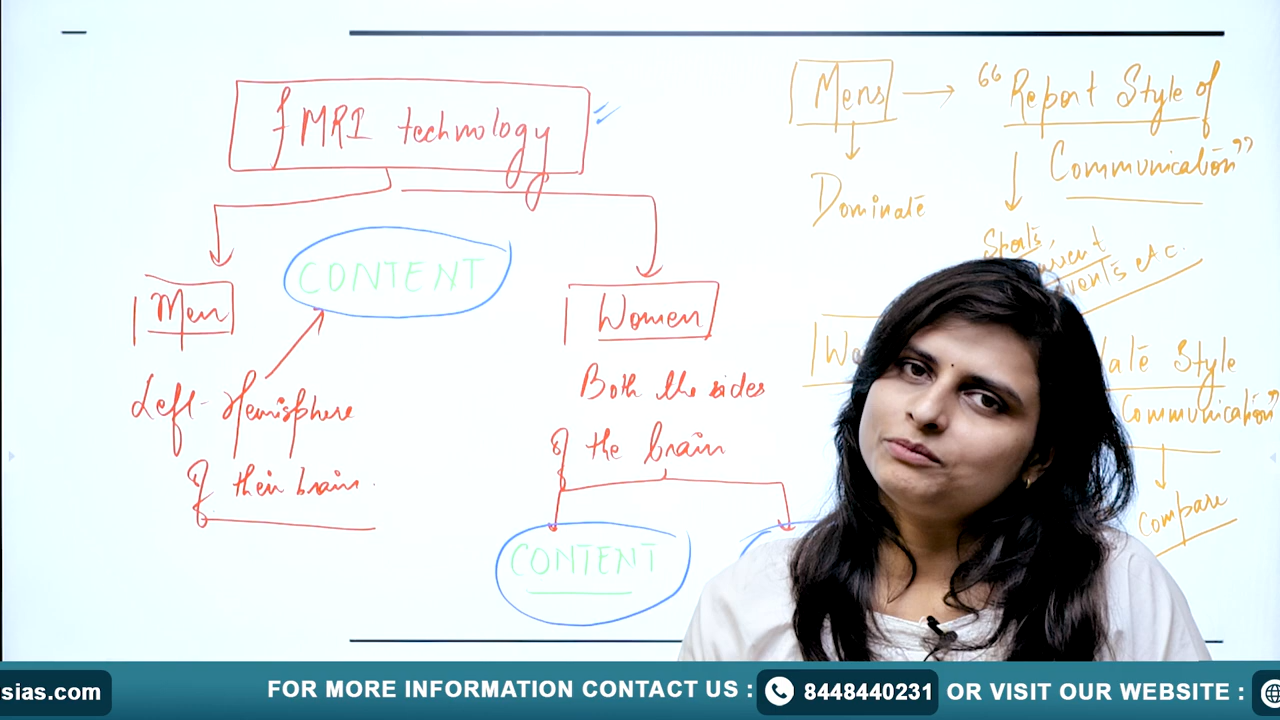 fMRI technology
Men
CONTENT
Women
Left-Hemisphere
of their brain.
Both the sides
of the brain
CONTENT
Mens → "Report Style of
Communication"
Dominate
Sports,
Events etc.
late Style
Communication"
Compare
sias.com
FOR MORE INFORMATION CONTACT US : 8448440231 OR VISIT OUR WEBSITE :